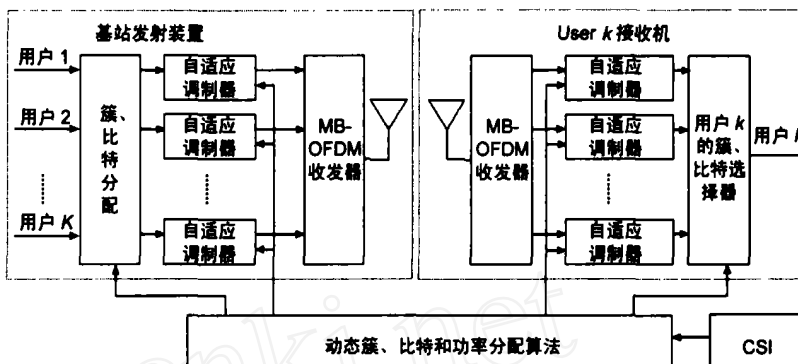 基站发射装置
用户 1
用户 2
用户 K
簇、
比特
分配
自适应
调制器
自适应
调制器
自适应
调制器
MB-
OFDM
收发器
User k 接收机
MB-
OFDM
收发器
自适应
调制器
自适应
调制器
自适应
调制器
用户 k
的簇、
比特选
择器
用户
动态簇、比特和功率分配算法
CSI